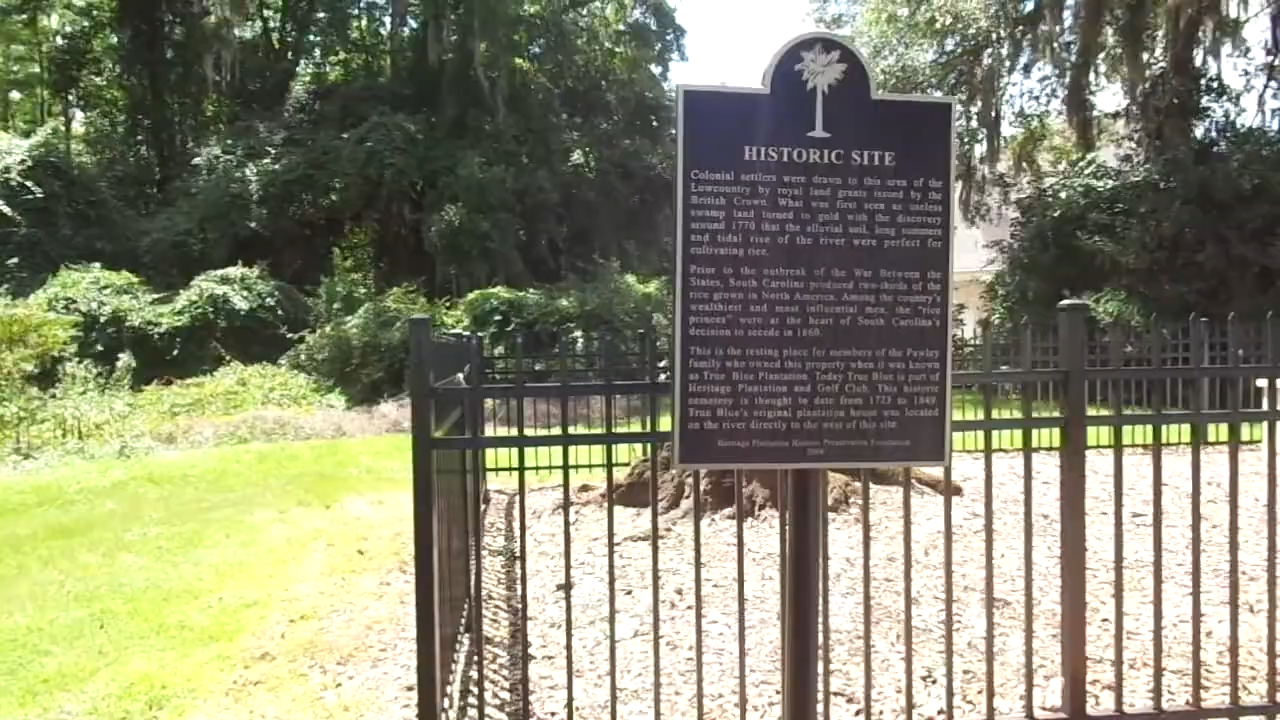 HISTORIC SITE
Colonial settlers were drawn to this area of the
Lowcountry by royal land grants issued by the
British Crown. What was first seen as useless
swamp land turned to gold with the discovery
around 1770 that the alluvial soil, long summers
and tidal rise of the river were perfect for
cultivating rice.
Prior to the outbreak of the War Between the
States, South Carolina produced two-thirds of the
rice grown in North America. Among the country's
wealthiest and most influential men, the "rice
princes" were at the heart of South Carolina's
decision to secede in 1860.
This is the resting place for members of the Pawley
family who owned this property when it was known
as True Blue Plantation. Today True Blue is part of
Heritage Plantation and Golf Club. This historic
cemetery is thought to date from 1723 to 1849.
True Blue's original plantation house was located
on the river directly to the west of this site.
Heritage Plantation History Preservation Foundation